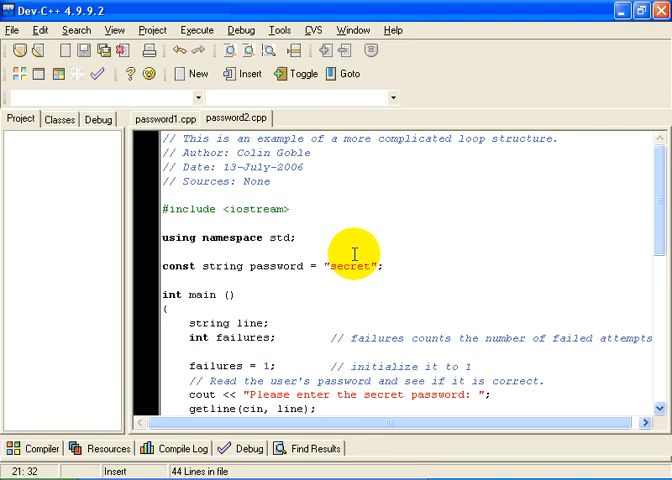 Dev-C++ 4.9.9.2
File Edit Search View Project Execute Debug Tools CVS Window Help
New Insert Toggle Goto
Project Classes Debug password1.cpp password2.cpp
// This is an example of a more complicated loop structure.
// Author: Colin Goble
// Date: 13-July-2006
// Sources: None
#include <iostream>
using namespace std;
const string password = "secret";
int main ()
{
string line;
int failures; // failures counts the number of failed attempts
failures = 1; // initialize it to 1
// Read the user's password and see if it is correct.
cout << "Please enter the secret password: ";
getline(cin, line);
Compiler Resources Compile Log Debug Find Results
21: 32 Insert 44 Lines in file